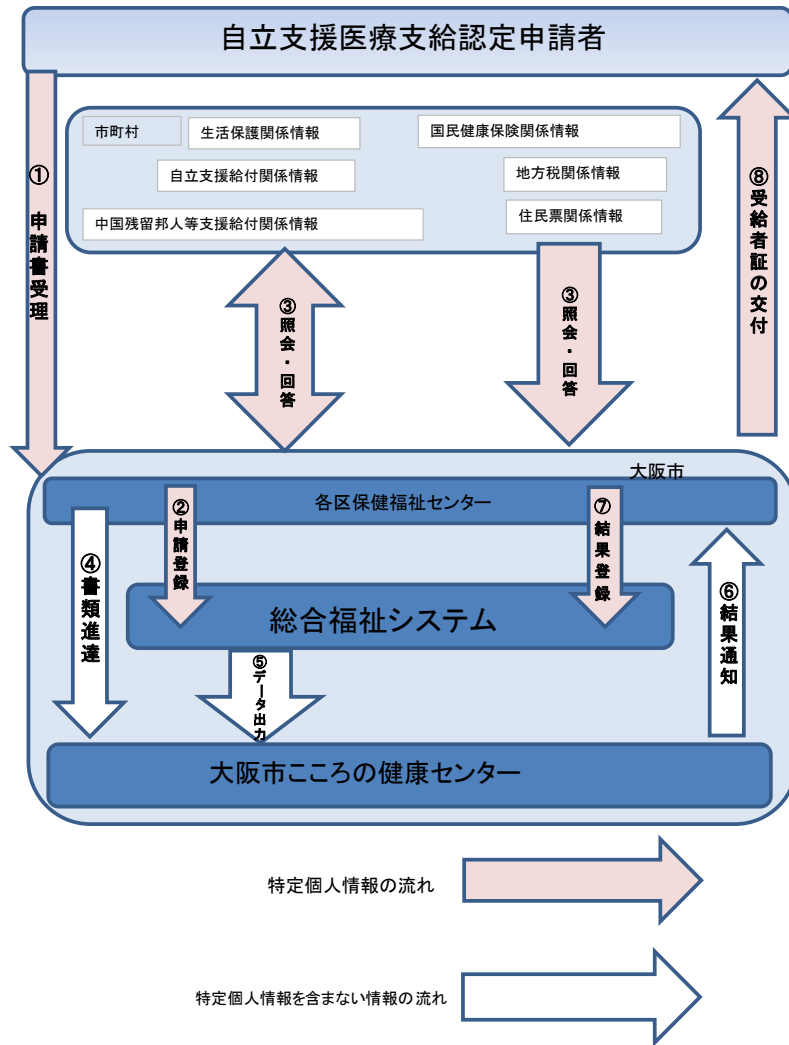 自立支援医療支給認定申請者
① 申請書受理
市町村
生活保護関係情報
国民健康保険関係情報
自立支援給付関係情報
地方税関係情報
中国残留邦人等支援給付関係情報
住民票関係情報
⑧受給者証の交付
③照会・回答
③照会・回答
大阪市
各区保健福祉センター
②申請登録
⑦結果登録
④書類進達
総合福祉システム
⑥結果通知
⑤データ出力
大阪市こころの健康センター
特定個人情報の流れ
特定個人情報を含まない情報の流れ